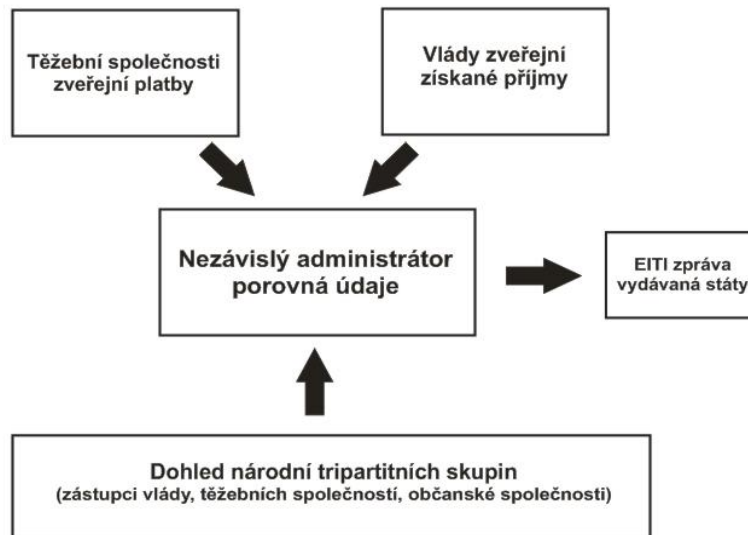 Těžební společnosti
zveřejní platby
Vlády zveřejní
získané příjmy
Nezávislý administrátor
porovná údaje
EITI zpráva
vydávaná státy
Dohled národní tripartitních skupin
(zástupci vlády, těžebních společností, občanské společnosti)